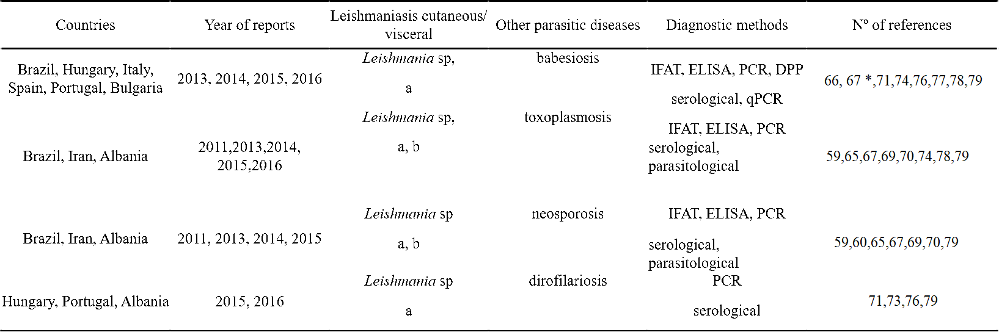 Countries
Year of reports
Leishmaniasis cutaneous/
visceral
Other parasitic diseases
Diagnostic methods
Nº of references
Brazil, Hungary, Italy,
Spain, Portugal, Bulgaria
2013, 2014, 2015, 2016
Leishmania sp,
a
babesiosis
IFAT, ELISA, PCR, DPP
serological, qPCR
66, 67 *,71,74,76,77,78,79
Brazil, Iran, Albania
2011,2013,2014,
2015,2016
Leishmania sp,
a, b
toxoplasmosis
IFAT, ELISA, PCR
serological,
parasitological
59,65,67,69,70,74,78,79
Brazil, Iran, Albania
2011, 2013, 2014, 2015
Leishmania sp
a, b
neosporosis
IFAT, ELISA, PCR
serological,
parasitological
59,60,65,67,69,70,79
Hungary, Portugal, Albania
2015, 2016
Leishmania sp
a
dirofilariosis
PCR
serological
71,73,76,79